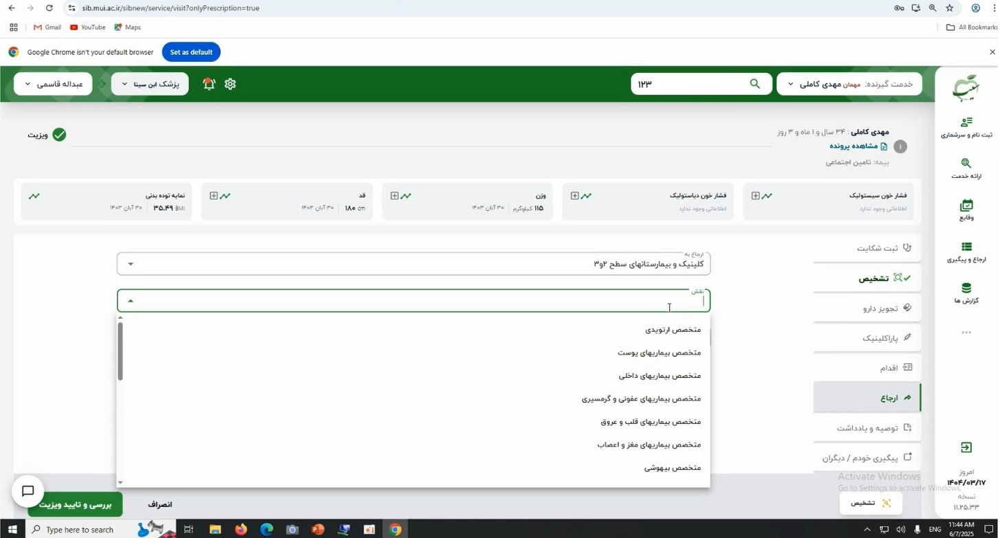 sib.mui.ac.ir/sibnew/service/visit?onlyPrescription=true
Gmail
YouTube
Maps
All Bookmarks
Google Chrome isn't your default browser
Set as default
خدمت گیرنده: مهمان مهدی کاملی
۱۲۳
پزشک ابن سینا
عبداله قاسمی
سیب
ثبت نام و سرشماری
ارائه خدمت
وقایع
ارجاع و پیگیری
گزارش ها
امروز
۱۴۰۴/۰۳/۱۷
نسخه
۱۱.۲۵.۳۳
مهدی کاملی : ۳۴ سال و ۱ ماه و ۳ روز
۱
مشاهده پرونده
بیمه: تامین اجتماعی
ویزیت
فشار خون سیستولیک
اطلاعاتی وجود ندارد
فشار خون دیاستولیک
اطلاعاتی وجود ندارد
وزن
۱۱۵ کیلوگرم
۳۰ آبان ۱۴۰۳
قد
۱۸۰ cm
۳۰ آبان ۱۴۰۳
نمایه توده بدنی
۳۵.۴۹ BMI
۳۰ آبان ۱۴۰۳
ثبت شکایت
تشخیص
تجویز دارو
پاراکلینیک
اقدام
ارجاع
توصیه و یادداشت
پیگیری خودم / دیگران
ارجاع به
کلینیک و بیمارستانهای سطح ۲و۳
نقش
متخصص ارتوپدی
متخصص بیماریهای پوست
متخصص بیماریهای داخلی
متخصص بیماریهای عفونی و گرمسیری
متخصص بیماریهای قلب و عروق
متخصص بیماریهای مغز و اعصاب
متخصص بیهوشی
تشخیص
انصراف
بررسی و تایید ویزیت
Activate Windows
Go to Settings to activate Windows.
Type here to search
ENG
11:44 AM
6/7/2025